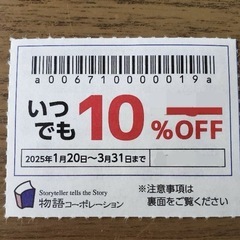 a006710000019a
いつ
でも
10%OFF
2025年1月20日〜3月31日まで
Storyteller tells the Story
物語コーポレーション
※注意事項は
裏面をご覧ください